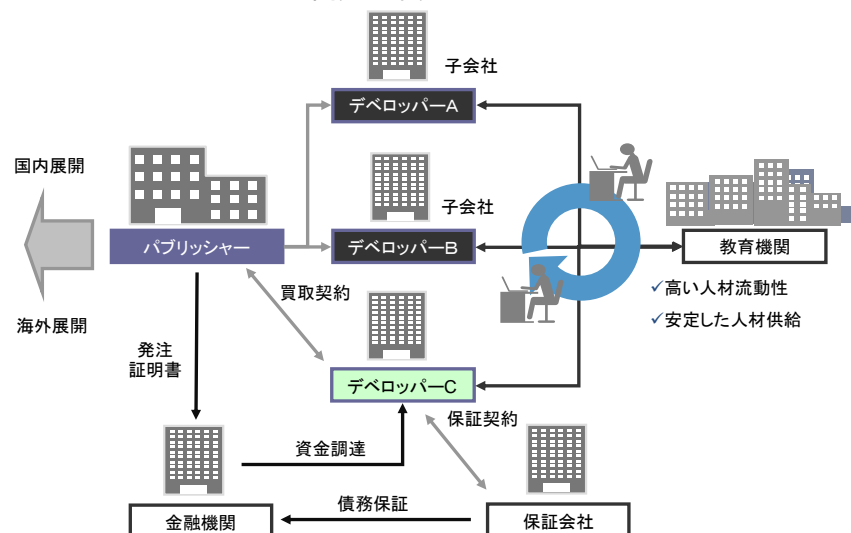 子会社
デベロッパーA
国内展開
子会社
パブリッシャー
デベロッパーB
教育機関
買取契約
✓高い人材流動性
✓安定した人材供給
海外展開
発注
証明書
デベロッパーC
保証契約
資金調達
債務保証
金融機関
保証会社